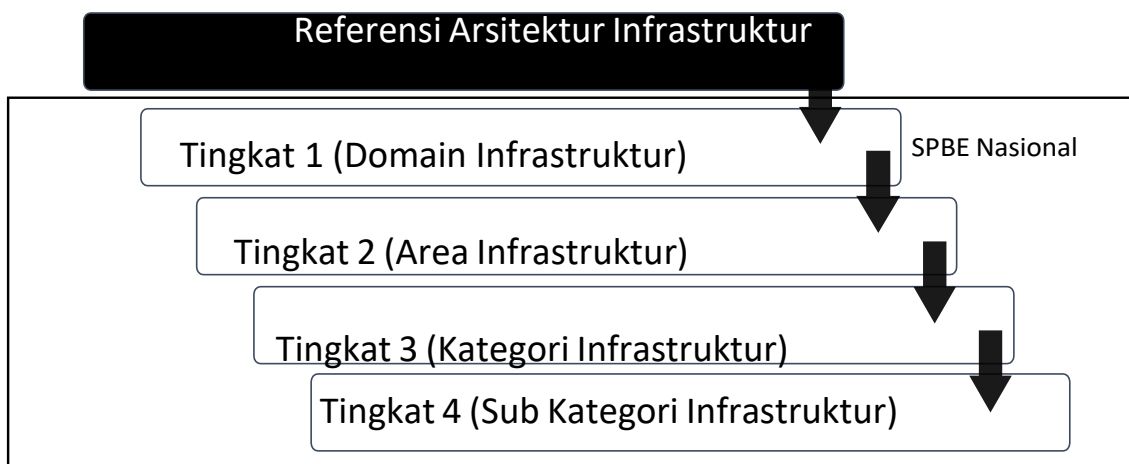 Referensi Arsitektur Infrastruktur
Tingkat 1 (Domain Infrastruktur)
SPBE Nasional
Tingkat 2 (Area Infrastruktur)
Tingkat 3 (Kategori Infrastruktur)
Tingkat 4 (Sub Kategori Infrastruktur)